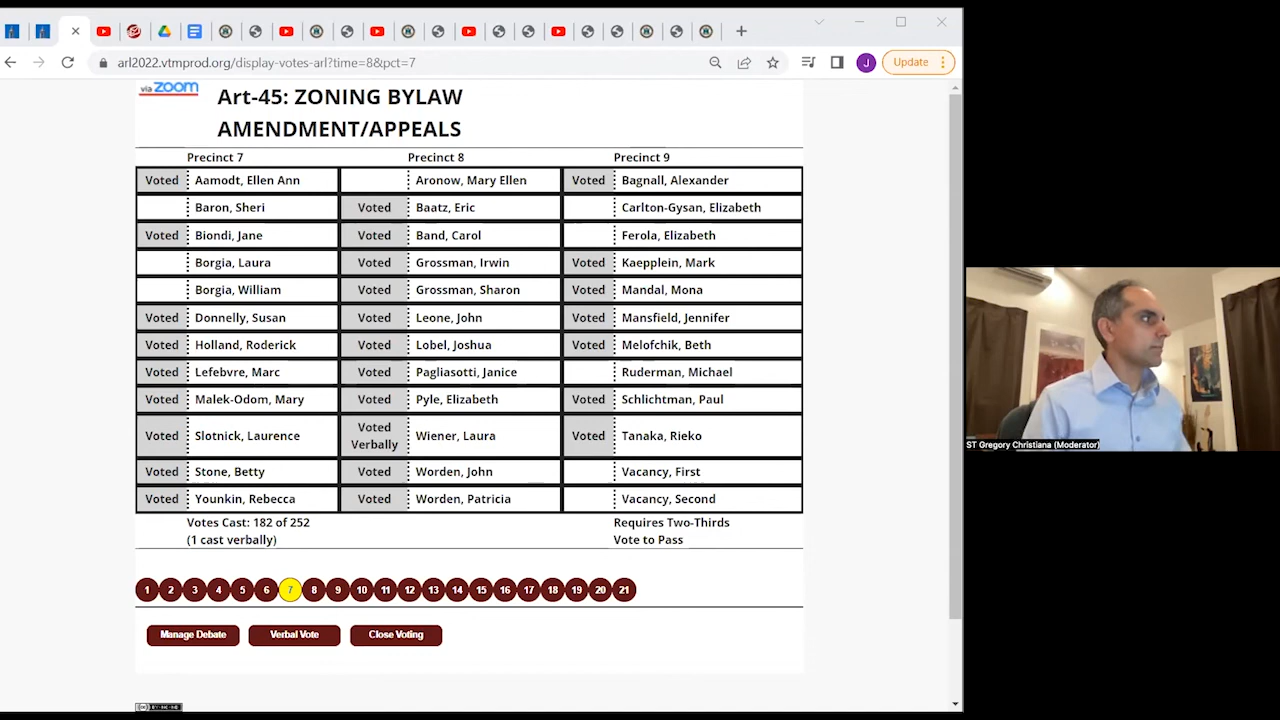 arl2022.vtmprod.org/display-votes-arl?time=8&pct=7
J
Update
via zoom
Art-45: ZONING BYLAW
AMENDMENT/APPEALS
Precinct 7 Precinct 8 Precinct 9
Voted Aamodt, Ellen Ann Aronow, Mary Ellen Voted Bagnall, Alexander
Baron, Sheri Voted Baatz, Eric Carlton-Gysan, Elizabeth
Voted Biondi, Jane Voted Band, Carol Ferola, Elizabeth
Borgia, Laura Voted Grossman, Irwin Voted Kaepplein, Mark
Borgia, William Voted Grossman, Sharon Voted Mandal, Mona
Voted Donnelly, Susan Voted Leone, John Voted Mansfield, Jennifer
Voted Holland, Roderick Voted Lobel, Joshua Voted Melofchik, Beth
Voted Lefebvre, Marc Voted Pagliasotti, Janice Ruderman, Michael
Voted Malek-Odom, Mary Voted Pyle, Elizabeth Voted Schlichtman, Paul
Voted Slotnick, Laurence Voted Verbally Wiener, Laura Voted Tanaka, Rieko
Voted Stone, Betty Voted Worden, John Vacancy, First
Voted Younkin, Rebecca Voted Worden, Patricia Vacancy, Second
Votes Cast: 182 of 252 Requires Two-Thirds
(1 cast verbally) Vote to Pass
1 2 3 4 5 6 7 8 9 10 11 12 13 14 15 16 17 18 19 20 21
Manage Debate Verbal Vote Close Voting
ST Gregory Christiana (Moderator)